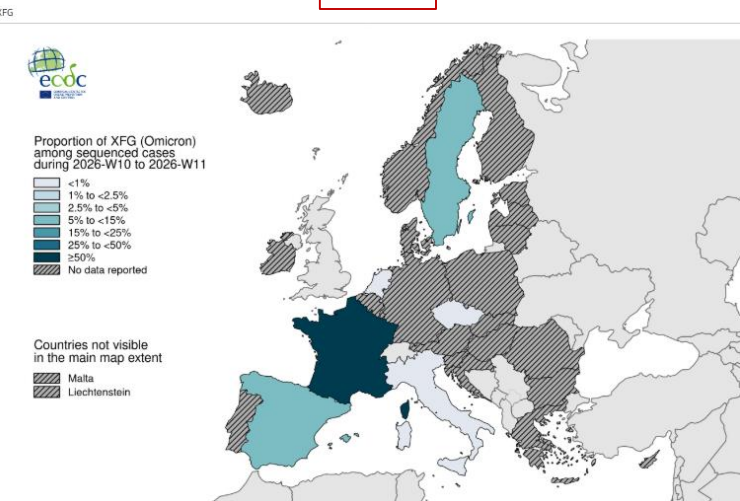 XFG
ecdc
Proportion of XFG (Omicron)
among sequenced cases
during 2026-W10 to 2026-W11
<1%
1% to <2.5%
2.5% to <5%
5% to <15%
15% to <25%
25% to <50%
≥50%
No data reported
Countries not visible
in the main map extent
Malta
Liechtenstein